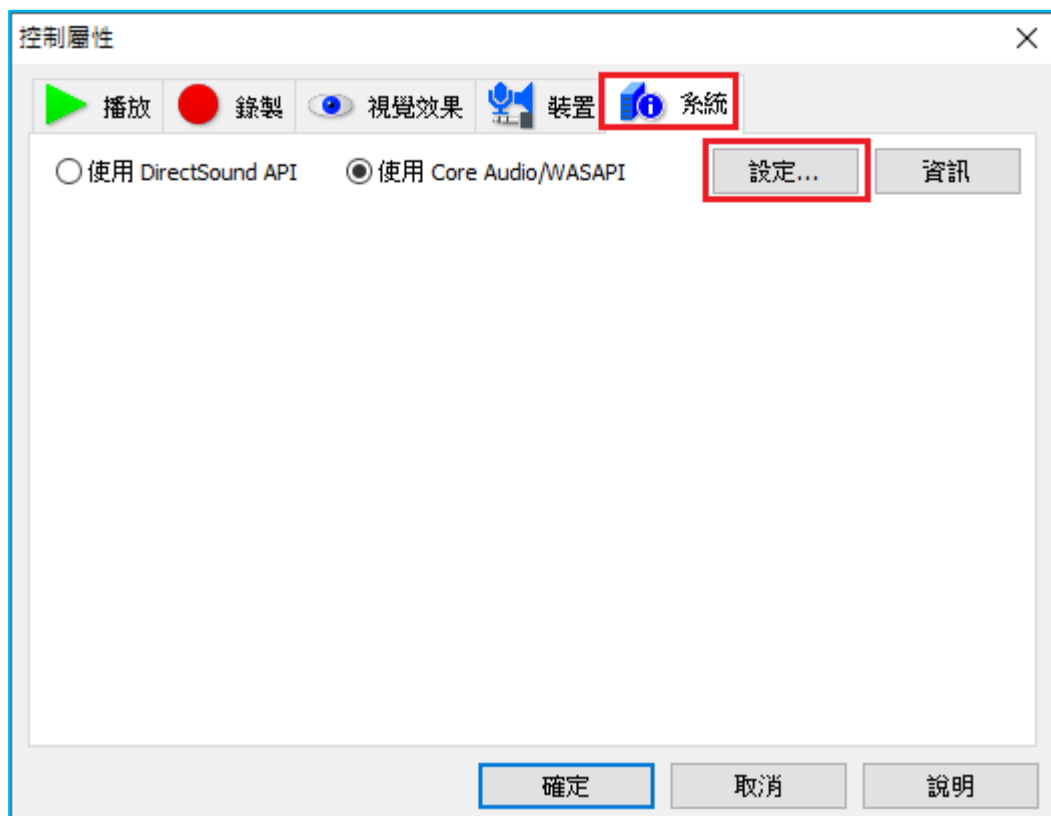 控制屬性
播放 錄製 視覺效果 裝置 系統
使用 DirectSound API 使用 Core Audio/WASAPI 設定... 資訊
確定 取消 說明